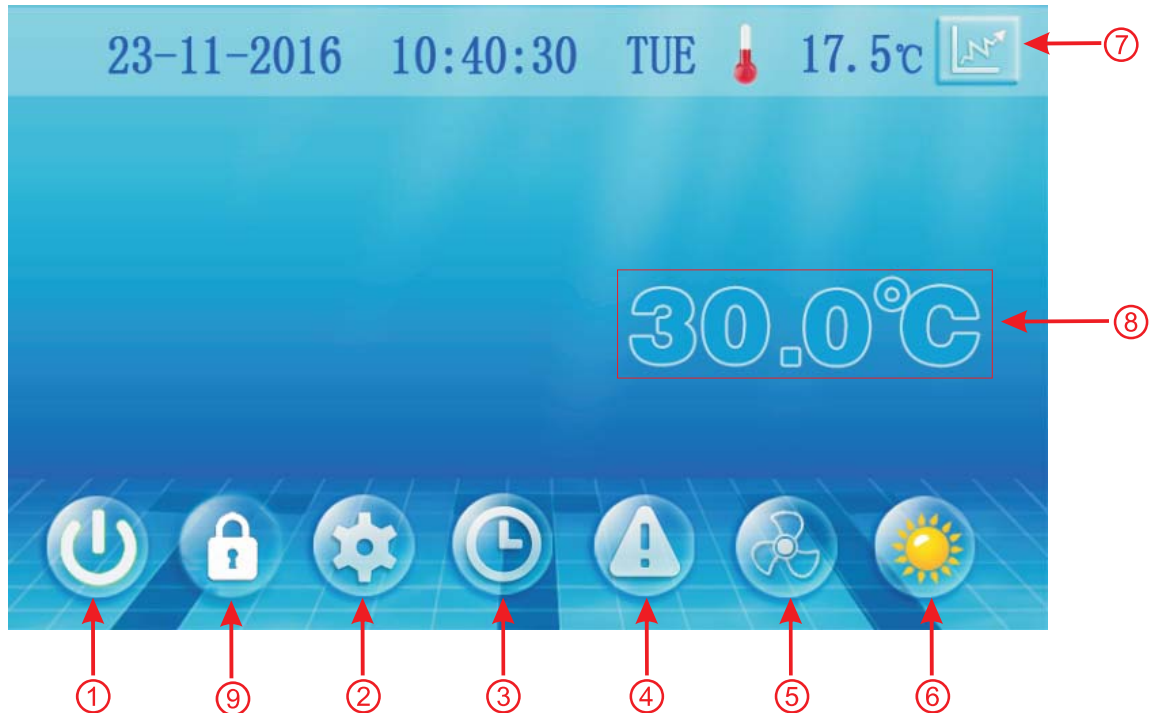 23-11-2016 10:40:30 TUE 17.5℃ ⑦
30.0°C ⑧
① ⑨ ② ③ ④ ⑤ ⑥